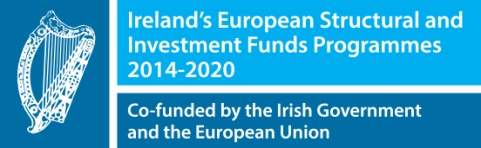 Ireland's European Structural and
Investment Funds Programmes
2014-2020
Co-funded by the Irish Government
and the European Union